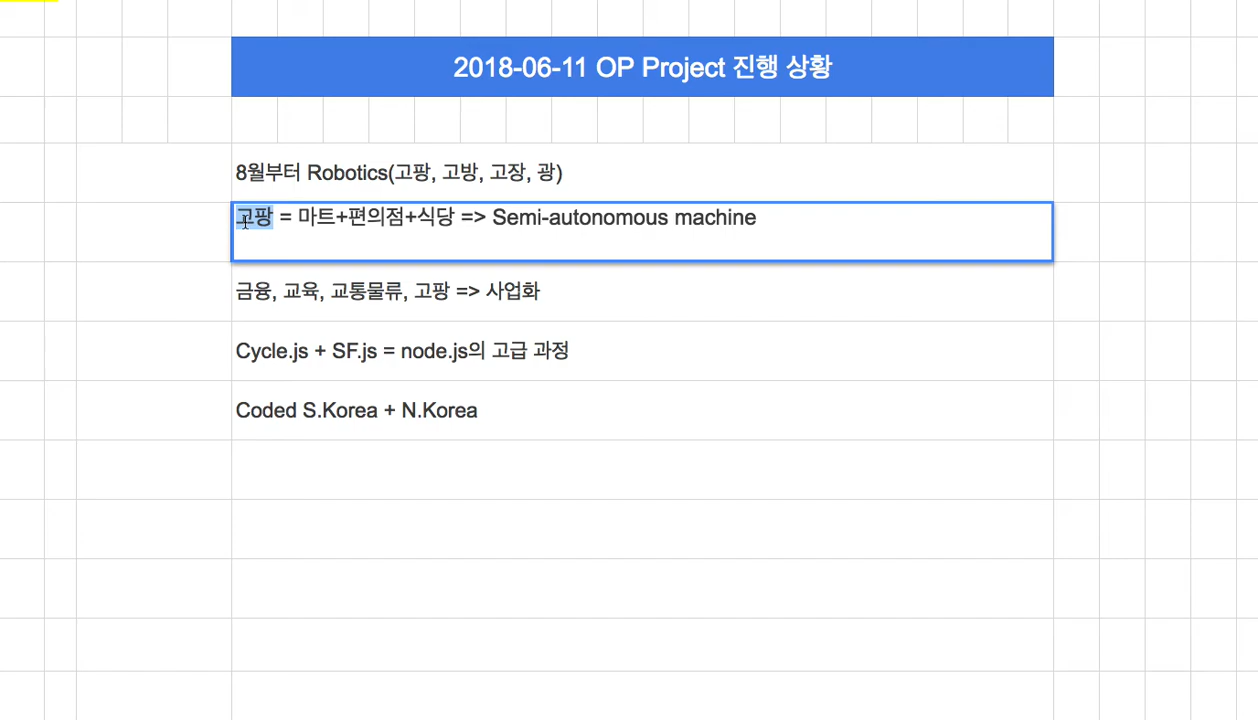 2018-06-11 OP Project 진행 상황
8월부터 Robotics(고팡, 고방, 고장, 광)
고팡 = 마트+편의점+식당 => Semi-autonomous machine
금융, 교육, 교통물류, 고팡 => 사업화
Cycle.js + SF.js = node.js의 고급 과정
Coded S.Korea + N.Korea